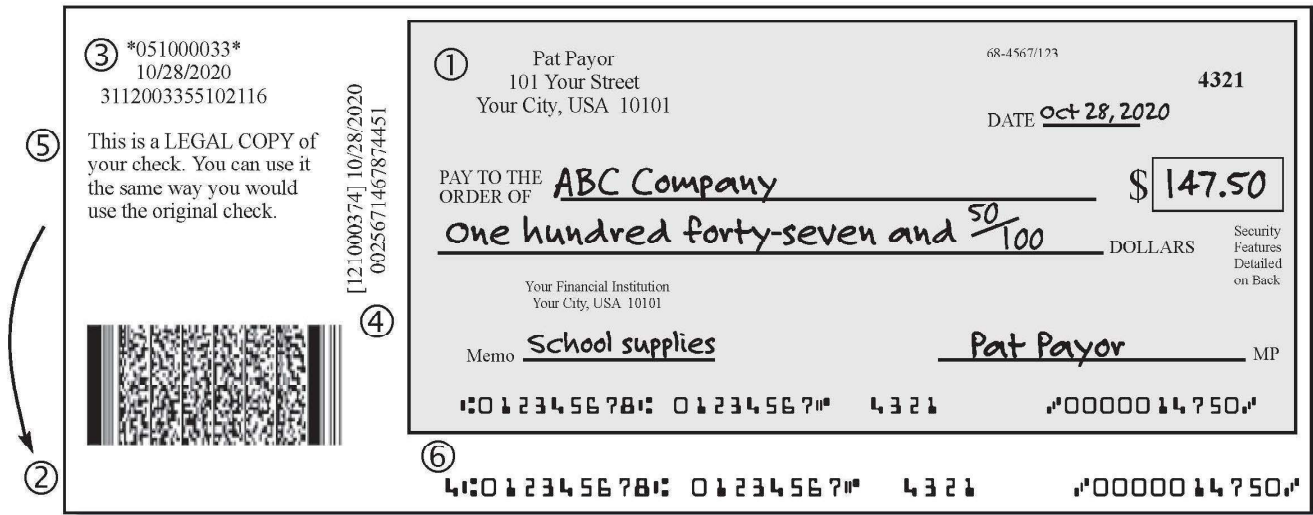 ③ *051000033*
10/28/2020
3112003355102116
⑤ This is a LEGAL COPY of
your check. You can use it
the same way you would
use the original check.
②
[121000374] 10/28/2020
0025671467874451
④
① Pat Payor
101 Your Street
Your City, USA 10101
68-4567/123
4321
DATE Oct 28, 2020
PAY TO THE
ORDER OF ABC Company $ 147.50
One hundred forty-seven and 50/100 DOLLARS
Security
Features
Detailed
on Back
Your Financial Institution
Your City, USA 10101
Memo School supplies Pat Payor MP
⑆012345678⑆ 01234567⑈ 4321 ⑇0000014750⑇
⑥
4⑆012345678⑆ 01234567⑈ 4321 ⑇0000014750⑇